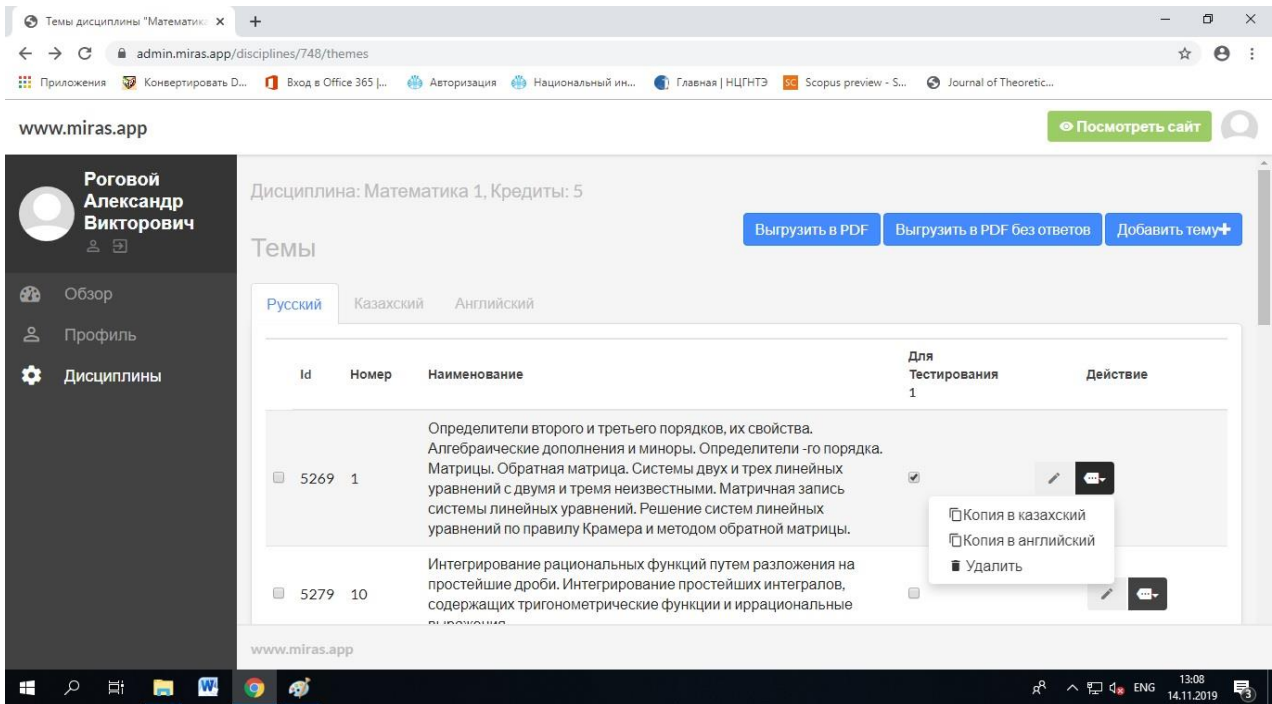 Темы дисциплины "Математик
admin.miras.app/disciplines/748/themes
Приложения Конвертировать D... Вход в Office 365 |... Авторизация Национальный ин... Главная | НЦГНТЭ SC Scopus preview - S... Journal of Theoretic...
www.miras.app
Посмотреть сайт
Роговой
Александр
Викторович
Обзор
Профиль
Дисциплины
Дисциплина: Математика 1, Кредиты: 5
Темы
Выгрузить в PDF Выгрузить в PDF без ответов Добавить тему
Русский Казахский Английский
Id Номер Наименование Для Тестирования 1 Действие
5269 1
Определители второго и третьего порядков, их свойства.
Алгебраические дополнения и миноры. Определители -го порядка.
Матрицы. Обратная матрица. Системы двух и трех линейных
уравнений с двумя и тремя неизвестными. Матричная запись
системы линейных уравнений. Решение систем линейных
уравнений по правилу Крамера и методом обратной матрицы.
Копия в казахский
Копия в английский
Удалить
5279 10
Интегрирование рациональных функций путем разложения на
простейшие дроби. Интегрирование простейших интегралов,
содержащих тригонометрические функции и иррациональные
выражения
www.miras.app
ENG
13:08
14.11.2019
3